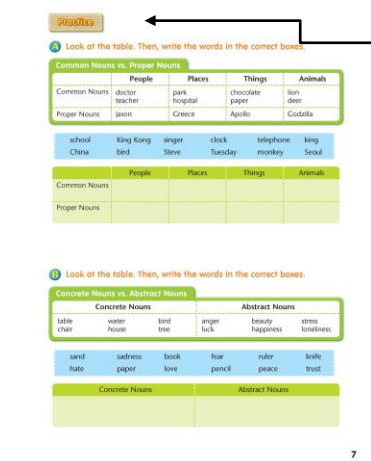 Practice
A Look at the table. Then, write the words in the correct boxes.
Common Nouns vs. Proper Nouns
People Places Things Animals
Common Nouns doctor park chocolate lion
teacher hospital paper deer
Proper Nouns Jason Greece Apollo Godzilla
school King Kong singer clock telephone king
China bird Steve Tuesday monkey Seoul
People Places Things Animals
Common Nouns
Proper Nouns
B Look at the table. Then, write the words in the correct boxes.
Concrete Nouns vs. Abstract Nouns
Concrete Nouns Abstract Nouns
table water bird anger beauty stress
chair house tree luck happiness loneliness
sand sadness book fear ruler knife
hate paper love pencil peace trust
Concrete Nouns Abstract Nouns
7